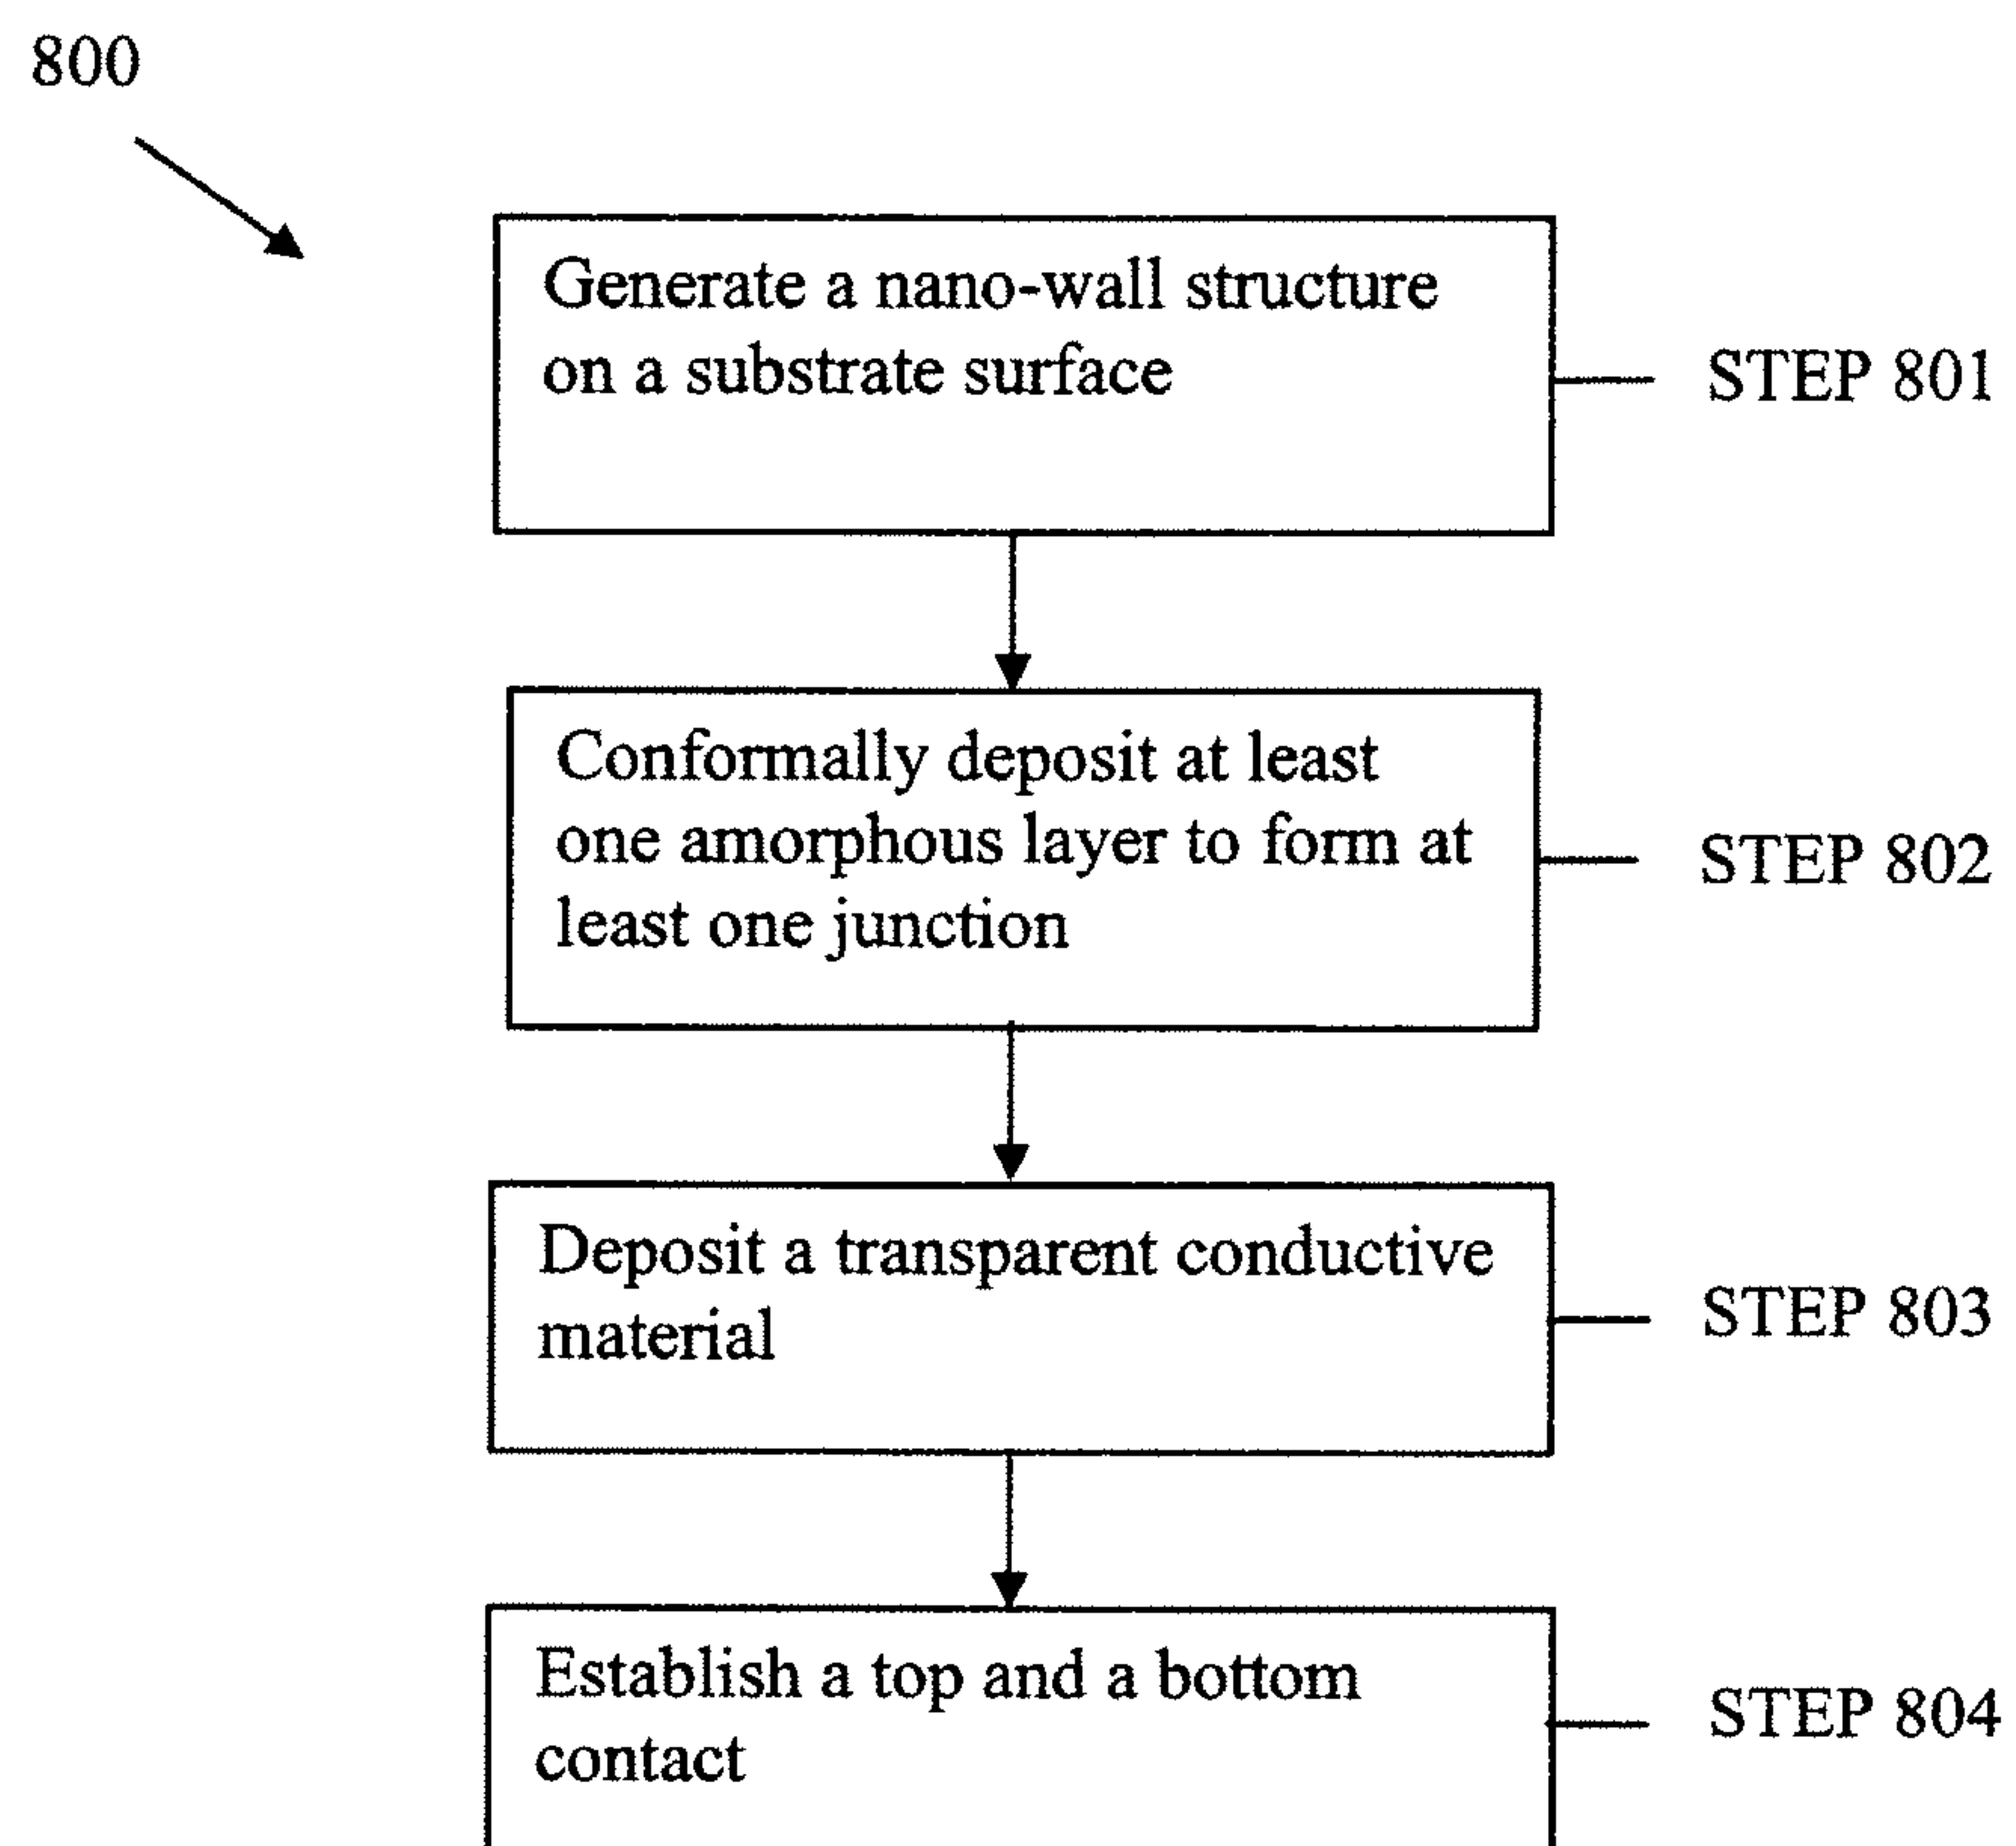 800
Generate a nano-wall structure
on a substrate surface
STEP 801
Conformally deposit at least
one amorphous layer to form at
least one junction
STEP 802
Deposit a transparent conductive
material
STEP 803
Establish a top and a bottom
contact
STEP 804